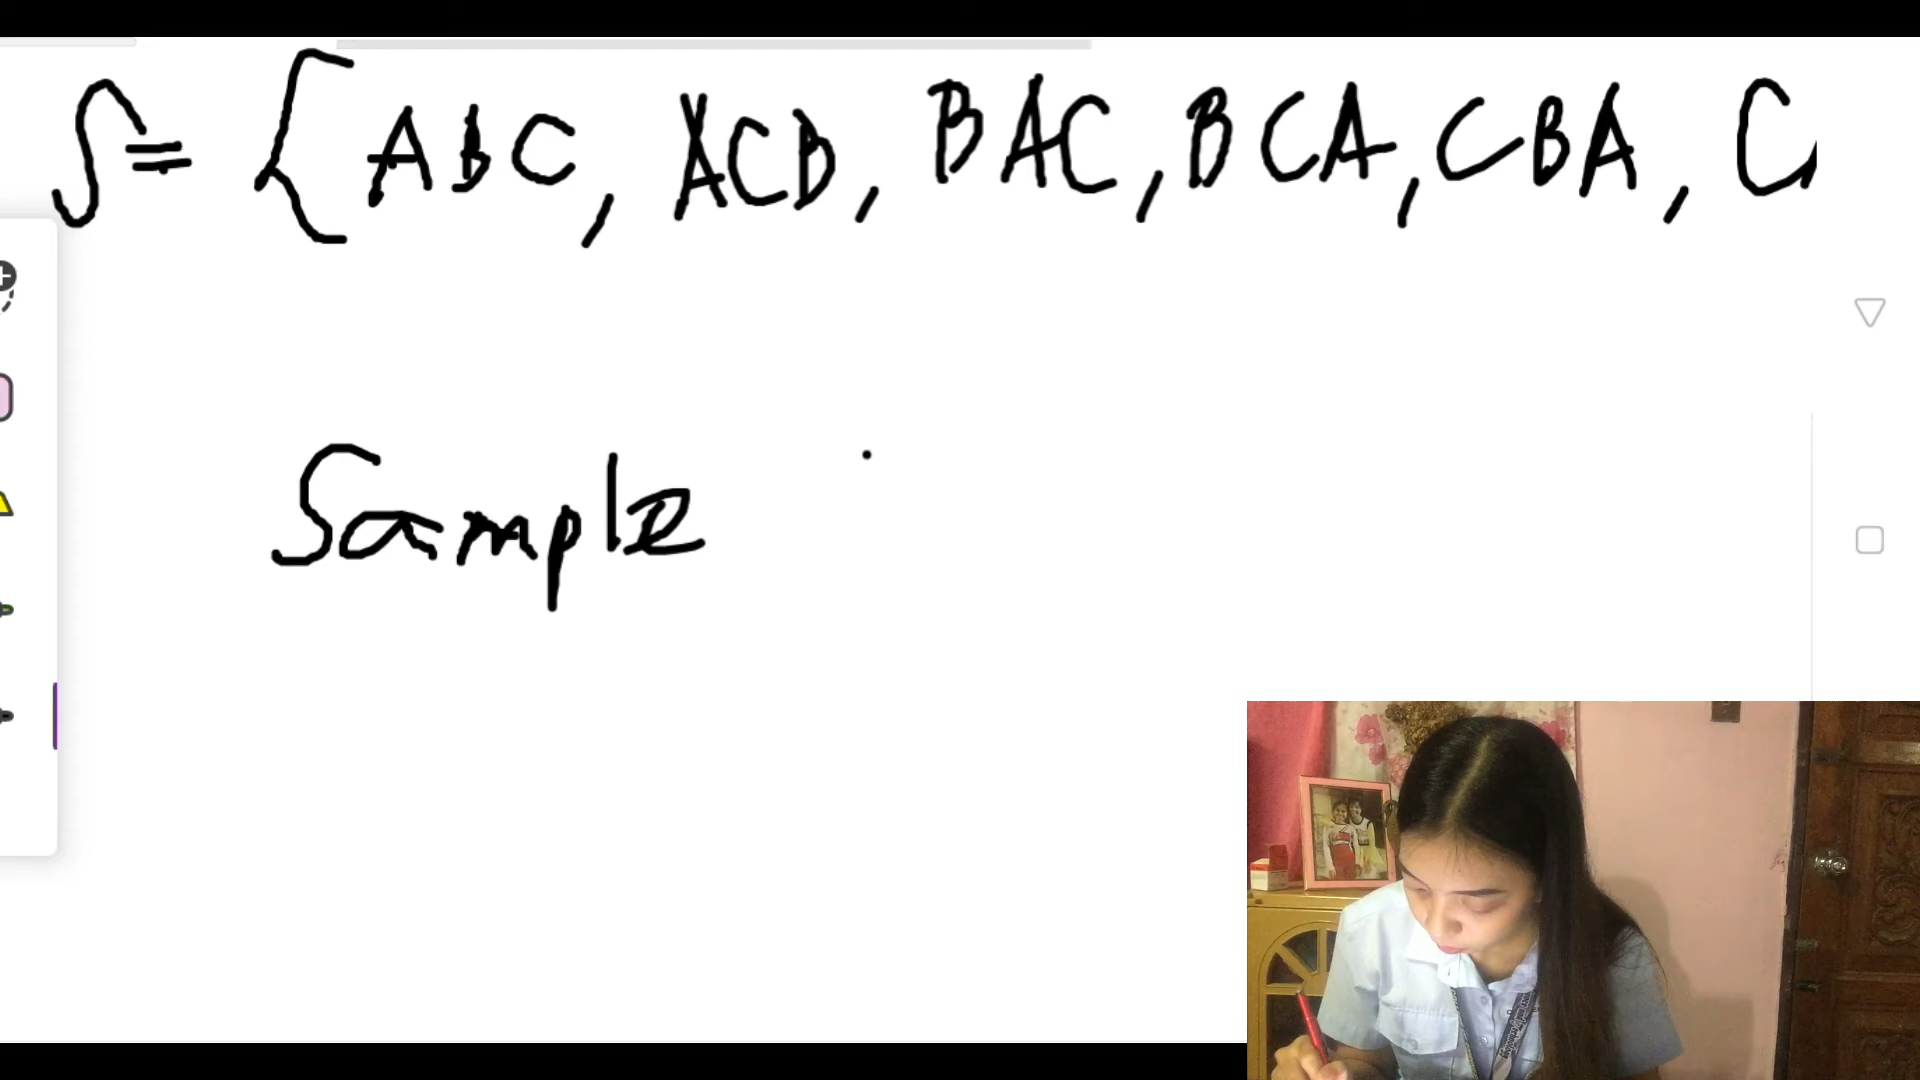 S = { ABC, ACB, BAC, BCA, CBA, C
Sample